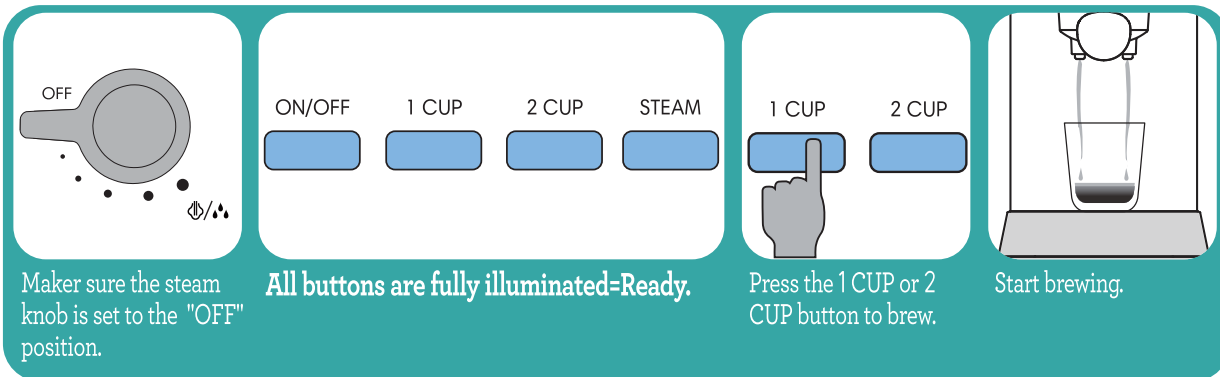 OFF
ON/OFF
1 CUP
2 CUP
STEAM
1 CUP
2 CUP
Maker sure the steam
knob is set to the "OFF"
position.
All buttons are fully illuminated=Ready.
Press the 1 CUP or 2
CUP button to brew.
Start brewing.